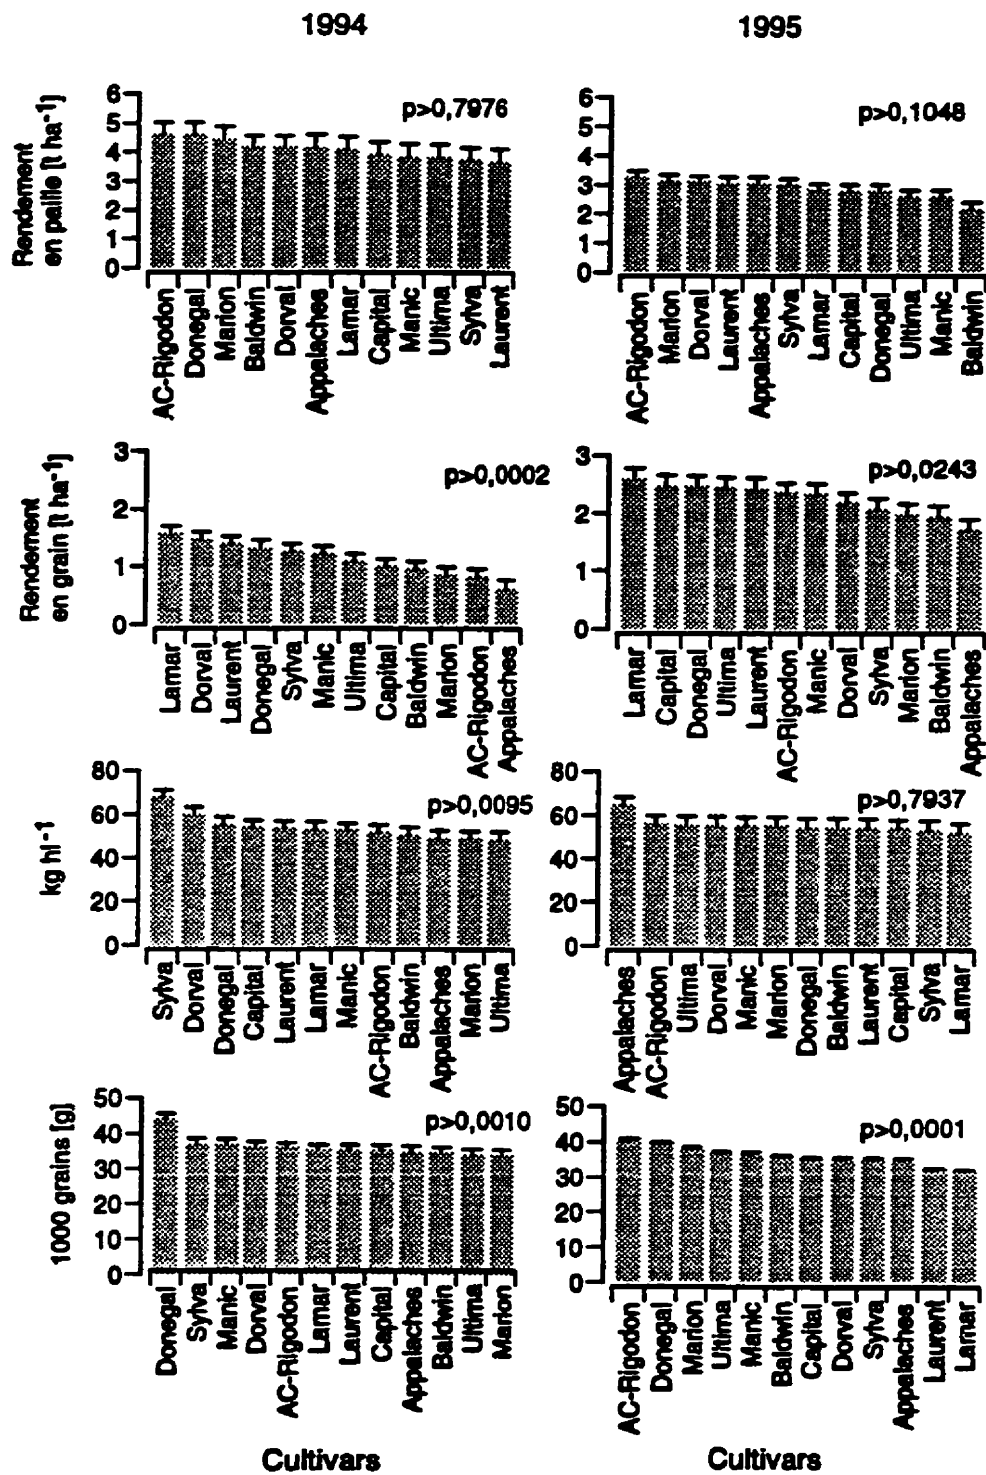 1994
1995
Rendement
en paille [t ha-1]
6
5
4
3
2
1
0
p>0,7976
AC-Rigodon
Donegal
Marion
Baldwin
Dorval
Appalaches
Lamar
Capital
Manic
Ultima
Sylva
Laurent
6
5
4
3
2
1
0
p>0,1048
AC-Rigodon
Marion
Dorval
Laurent
Appalaches
Sylva
Lamar
Capital
Donegal
Ultima
Manic
Baldwin
Rendement
en grain [t ha-1]
3
2
1
0
p>0,0002
Lamar
Dorval
Laurent
Donegal
Sylva
Manic
Ultima
Capital
Baldwin
Marion
AC-Rigodon
Appalaches
3
2
1
0
p>0,0243
Lamar
Capital
Donegal
Ultima
Laurent
AC-Rigodon
Manic
Dorval
Sylva
Marion
Baldwin
Appalaches
kg hl-1
80
60
40
20
0
p>0,0095
Sylva
Dorval
Donegal
Capital
Laurent
Lamar
Manic
AC-Rigodon
Baldwin
Appalaches
Marion
Ultima
80
60
40
20
0
p>0,7937
Appalaches
AC-Rigodon
Ultima
Dorval
Manic
Marion
Donegal
Baldwin
Laurent
Capital
Sylva
Lamar
1000 grains [g]
50
40
30
20
10
0
p>0,0010
Donegal
Sylva
Manic
Dorval
AC-Rigodon
Lamar
Laurent
Capital
Appalaches
Baldwin
Ultima
Marion
50
40
30
20
10
0
p>0,0001
AC-Rigodon
Donegal
Marion
Ultima
Manic
Baldwin
Capital
Dorval
Sylva
Appalaches
Laurent
Lamar
Cultivars
Cultivars